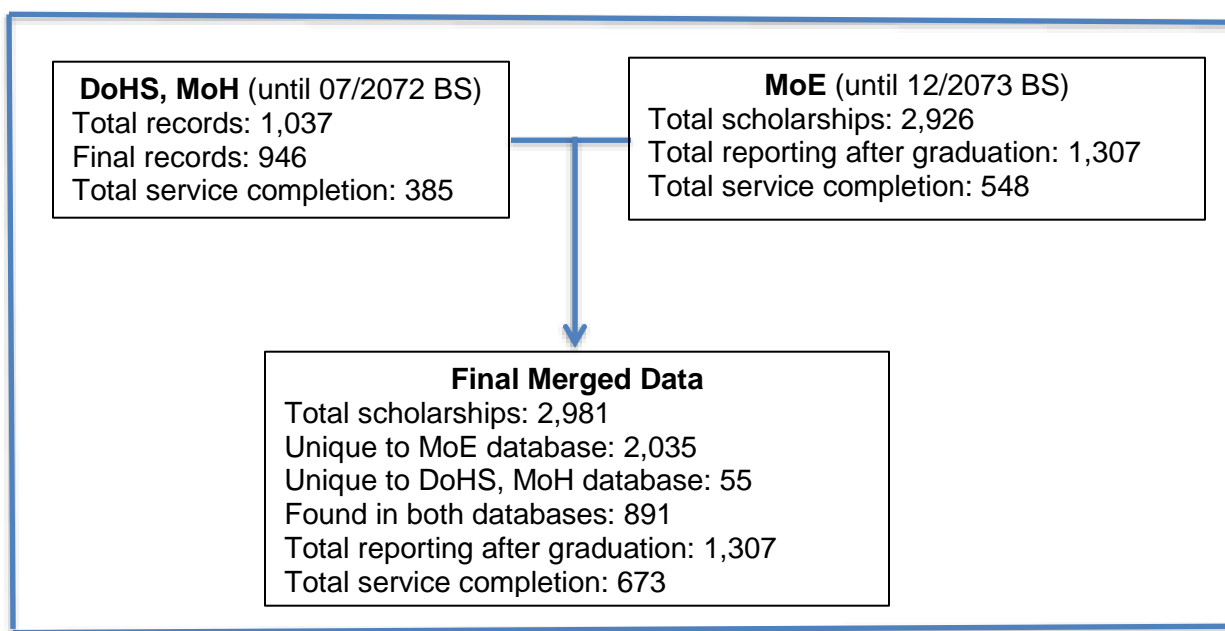 DoHS, MoH (until 07/2072 BS)
Total records: 1,037
Final records: 946
Total service completion: 385
MoE (until 12/2073 BS)
Total scholarships: 2,926
Total reporting after graduation: 1,307
Total service completion: 548
Final Merged Data
Total scholarships: 2,981
Unique to MoE database: 2,035
Unique to DoHS, MoH database: 55
Found in both databases: 891
Total reporting after graduation: 1,307
Total service completion: 673